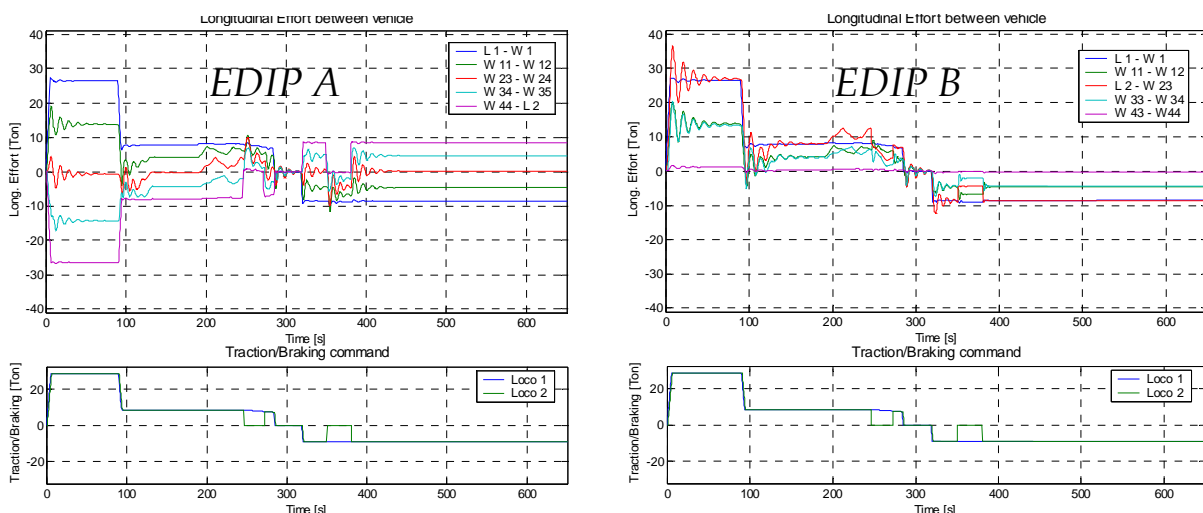 Longitudinal Effort between vehicle
40
30
20
10
0
-10
-20
-30
-40
Long. Effort [Ton]
EDIP A
L 1 - W 1
W 11 - W 12
W 23 - W 24
W 34 - W 35
W 44 - L 2
0 100 200 300 400 500 600
Time [s]
Traction/Braking command
20
0
-20
Traction/Braking [Ton]
Loco 1
Loco 2
0 100 200 300 400 500 600
Time [s]
Longitudinal Effort between vehicle
40
30
20
10
0
-10
-20
-30
-40
Long. Effort [Ton]
EDIP B
L 1 - W 1
W 11 - W 12
L 2 - W 23
W 33 - W 34
W 43 - W44
0 100 200 300 400 500 600
Time [s]
Traction/Braking command
20
0
-20
Traction/Braking [Ton]
Loco 1
Loco 2
0 100 200 300 400 500 600
Time [s]